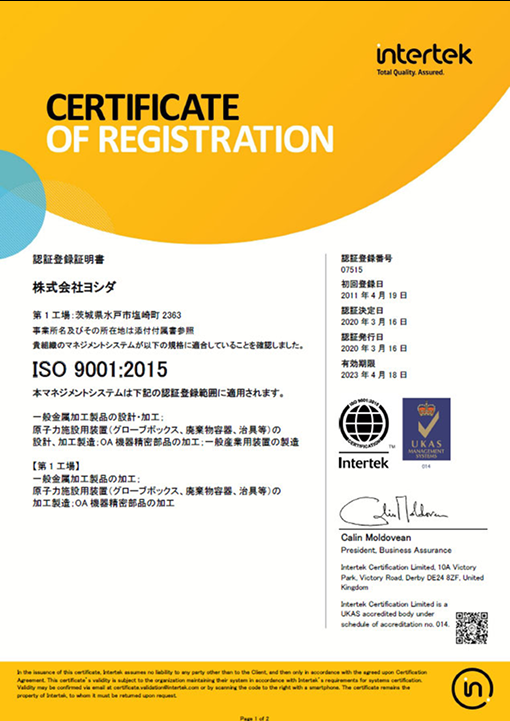 intertek
Total Quality. Assured.
CERTIFICATE
OF REGISTRATION
認証登録証明書
株式会社ヨシダ
第1工場:茨城県水戸市塩崎町 2363
事業所名及びその所在地は添付付属書参照
貴組織のマネジメントシステムが以下の規格に適合していることを確認しました。
ISO 9001:2015
本マネジメントシステムは下記の認証登録範囲に適用されます。
一般金属加工製品の設計・加工;
原子力施設用装置(グローブボックス、廃棄物容器、治具等)の
設計、加工製造;OA 機器精密部品の加工;一般産業用装置の製造
【第1工場】
一般金属加工製品の加工;
原子力施設用装置(グローブボックス、廃棄物容器、治具等)の
加工製造;OA 機器精密部品の加工
認証登録番号
07515
初回登録日
2011 年 4 月 19 日
認証決定日
2020 年 3 月 16 日
認証発行日
2020 年 3 月 16 日
有効期限
2023 年 4 月 18 日
ISO 9001:2015
CERTIFICATION
TM
Intertek
UKAS
MANAGEMENT
SYSTEMS
014
Calin Moldovean
Calin Moldovean
President, Business Assurance
Intertek Certification Limited, 10A Victory
Park, Victory Road, Derby DE24 8ZF, United
Kingdom
Intertek Certification Limited is a
UKAS accredited body under
schedule of accreditation no. 014.
In the issuance of this certificate, Intertek assumes no liability to any party other then to the Client, and then only in accordance with the agreed upon Certification
Agreement. This certificate's validity is subject to the organization maintaining their system in accordance with Intertek's requirements for systems certification.
Validity may be confirmed via email at certificate.validation@intertek.com or by scanning the code to the right with a smartphone. The certificate remains the
property of Intertek, to whom it must be returned upon request.
in
Page 1 of 2